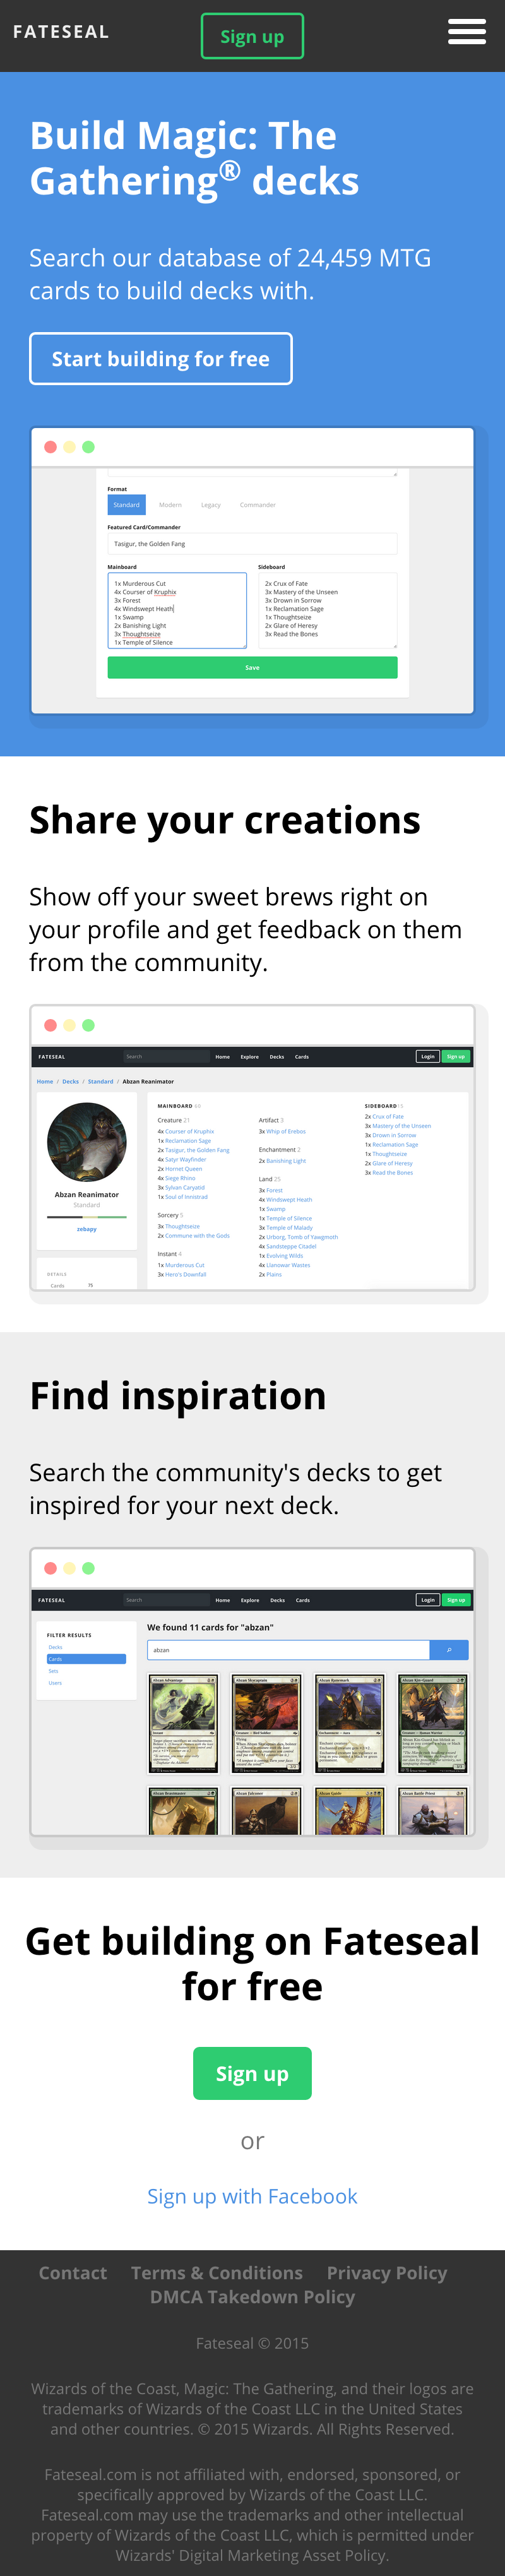 FATESEAL
Sign up
Build Magic: The
Gathering® decks
Search our database of 24,459 MTG
cards to build decks with.
Start building for free
Format
Standard Modern Legacy Commander
Featured Card/Commander
Tasigur, the Golden Fang
Mainboard
1x Murderous Cut
4x Courser of Kruphix
3x Forest
4x Windswept Heath
1x Swamp
2x Banishing Light
3x Thoughtseize
1x Temple of Silence
Sideboard
2x Crux of Fate
3x Mastery of the Unseen
3x Drown in Sorrow
1x Reclamation Sage
1x Thoughtseize
2x Glare of Heresy
3x Read the Bones
Save
Share your creations
Show off your sweet brews right on
your profile and get feedback on them
from the community.
FATESEAL Search Home Explore Decks Cards Login Sign up
Home / Decks / Standard / Abzan Reanimator
Abzan Reanimator
Standard
zebapy
DETAILS
Cards 75
MAINBOARD 60
Creature 21
4x Courser of Kruphix
1x Reclamation Sage
2x Tasigur, the Golden Fang
4x Satyr Wayfinder
2x Hornet Queen
4x Siege Rhino
3x Sylvan Caryatid
1x Soul of Innistrad
Sorcery 5
3x Thoughtseize
2x Commune with the Gods
Instant 4
1x Murderous Cut
3x Hero's Downfall
Artifact 3
3x Whip of Erebos
Enchantment 2
2x Banishing Light
Land 25
3x Forest
4x Windswept Heath
1x Swamp
1x Temple of Silence
3x Temple of Malady
2x Urborg, Tomb of Yawgmoth
4x Sandsteppe Citadel
1x Evolving Wilds
4x Llanowar Wastes
2x Plains
SIDEBOARD 15
2x Crux of Fate
3x Mastery of the Unseen
3x Drown in Sorrow
1x Reclamation Sage
1x Thoughtseize
2x Glare of Heresy
3x Read the Bones
Find inspiration
Search the community's decks to get
inspired for your next deck.
FATESEAL Search Home Explore Decks Cards Login Sign up
FILTER RESULTS
Decks
Cards
Sets
Users
We found 11 cards for "abzan"
abzan
Abzan Advantage
Abzan Skycaptain
Abzan Runemark
Abzan Kin-Guard
Abzan Beastmaster
Abzan Falconer
Abzan Guide
Abzan Battle Priest
Get building on Fateseal
for free
Sign up
or
Sign up with Facebook
Contact Terms & Conditions Privacy Policy
DMCA Takedown Policy
Fateseal © 2015
Wizards of the Coast, Magic: The Gathering, and their logos are
trademarks of Wizards of the Coast LLC in the United States
and other countries. © 2015 Wizards. All Rights Reserved.
Fateseal.com is not affiliated with, endorsed, sponsored, or
specifically approved by Wizards of the Coast LLC.
Fateseal.com may use the trademarks and other intellectual
property of Wizards of the Coast LLC, which is permitted under
Wizards' Digital Marketing Asset Policy.